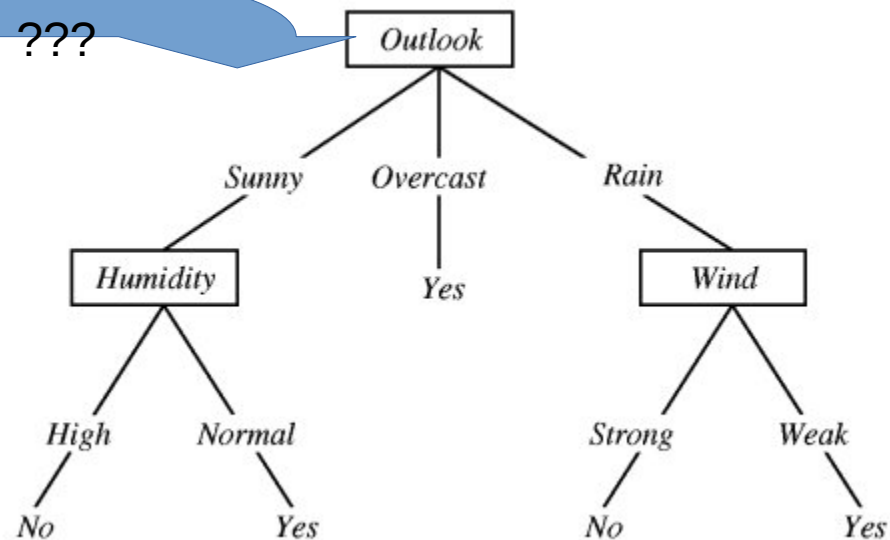 ???
Outlook
Sunny Overcast Rain
Humidity Yes Wind
High Normal Strong Weak
No Yes No Yes